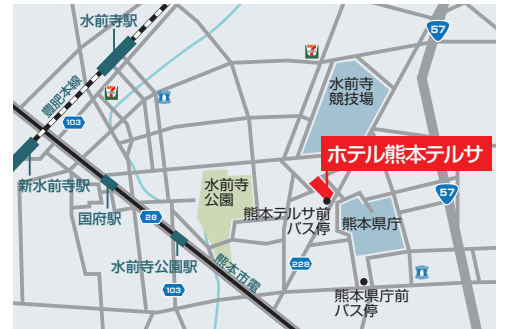 水前寺駅
57
7
豊肥本線
7
水前寺
競技場
103
ホテル熊本テルサ
新水前寺駅
水前寺
公園
57
国府駅
熊本テルサ前
バス停
熊本県庁
28
水前寺公園駅
熊本市電
226
103
熊本県庁前
バス停